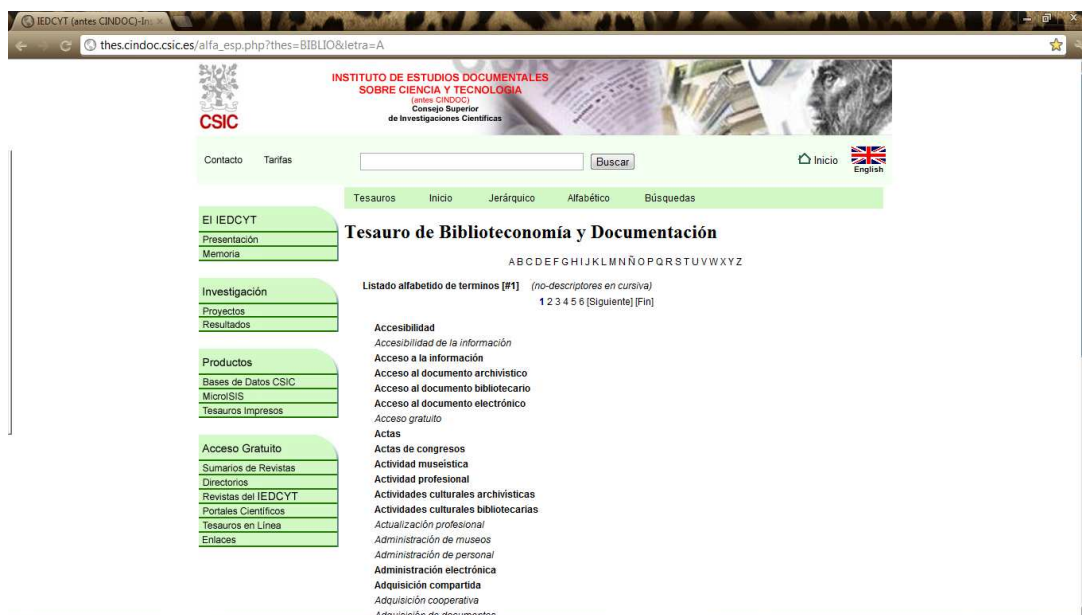 IEDCYT (antes CINDOC)-In
thes.cindoc.csic.es/alfa_esp.php?thes=BIBLIO&letra=A
CSIC
INSTITUTO DE ESTUDIOS DOCUMENTALES
SOBRE CIENCIA Y TECNOLOGIA
(antes CINDOC)
Consejo Superior
de Investigaciones Científicas
Contacto Tarifas Buscar Inicio English
Tesauros Inicio Jerárquico Alfabético Búsquedas
El IEDCYT
Presentación
Memoria
Investigación
Proyectos
Resultados
Productos
Bases de Datos CSIC
MicroISIS
Tesauros Impresos
Acceso Gratuito
Sumarios de Revistas
Directorios
Revistas del IEDCYT
Portales Científicos
Tesauros en Línea
Enlaces
Tesauro de Biblioteconomía y Documentación
A B C D E F G H I J K L M N Ñ O P Q R S T U V W X Y Z
Listado alfabetido de terminos [#1] (no-descriptores en cursiva)
1 2 3 4 5 6 [Siguiente] [Fin]
Accesibilidad
Accesibilidad de la información
Acceso a la información
Acceso al documento archivístico
Acceso al documento bibliotecario
Acceso al documento electrónico
Acceso gratuito
Actas
Actas de congresos
Actividad museística
Actividad profesional
Actividades culturales archivísticas
Actividades culturales bibliotecarias
Actualización profesional
Administración de museos
Administración de personal
Administración electrónica
Adquisición compartida
Adquisición cooperativa
Adquisición de documentos